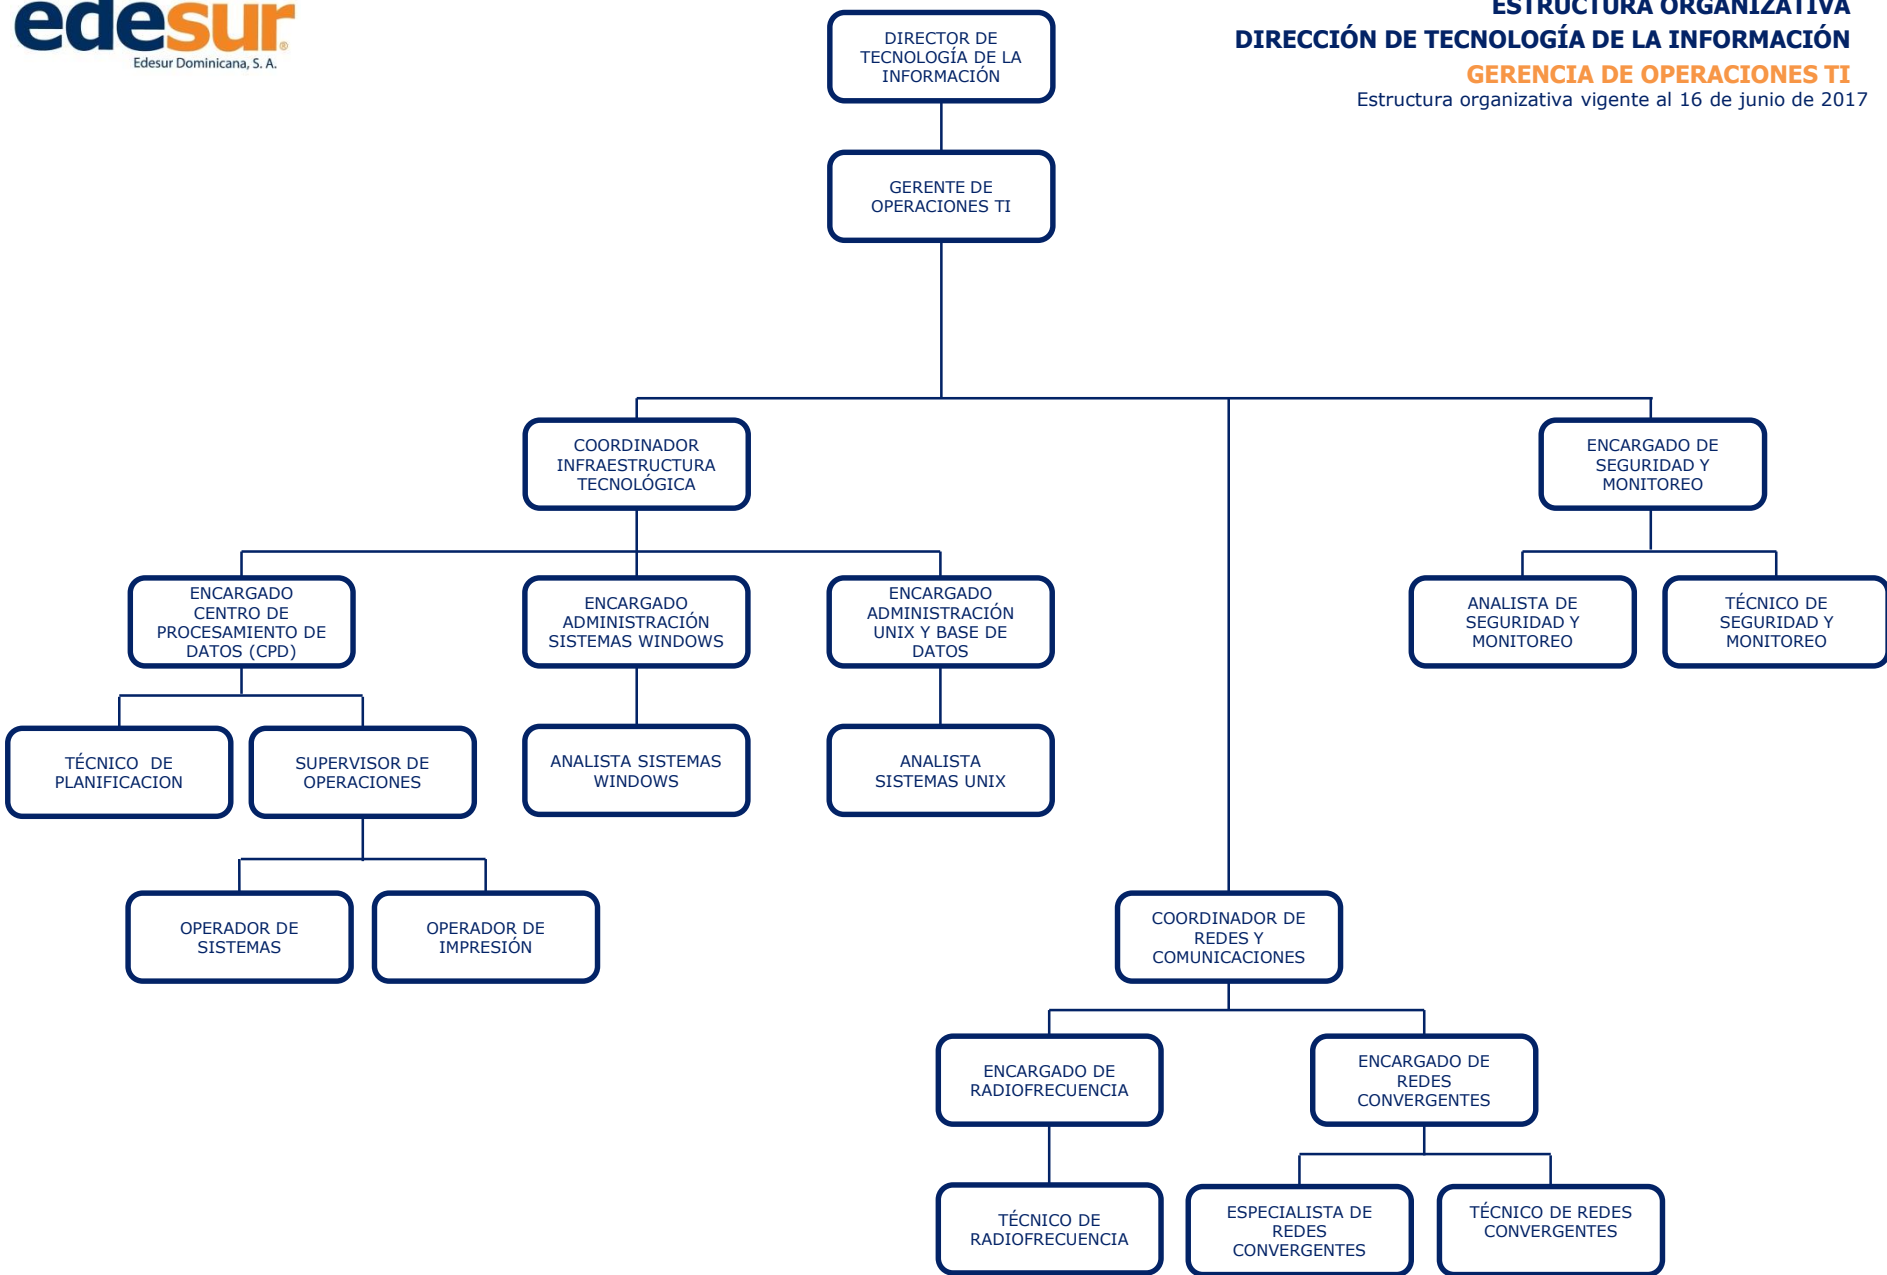 edesur
Edesur Dominicana, S. A.
ESTRUCTURA ORGANIZATIVA
DIRECCIÓN DE TECNOLOGÍA DE LA INFORMACIÓN
GERENCIA DE OPERACIONES TI
Estructura organizativa vigente al 16 de junio de 2017
DIRECTOR DE
TECNOLOGÍA DE LA
INFORMACIÓN
GERENTE DE
OPERACIONES TI
COORDINADOR
INFRAESTRUCTURA
TECNOLÓGICA
ENCARGADO DE
SEGURIDAD Y
MONITOREO
ENCARGADO
CENTRO DE
PROCESAMIENTO DE
DATOS (CPD)
ENCARGADO
ADMINISTRACIÓN
SISTEMAS WINDOWS
ENCARGADO
ADMINISTRACIÓN
UNIX Y BASE DE
DATOS
ANALISTA DE
SEGURIDAD Y
MONITOREO
TÉCNICO DE
SEGURIDAD Y
MONITOREO
TÉCNICO  DE
PLANIFICACION
SUPERVISOR DE
OPERACIONES
ANALISTA SISTEMAS
WINDOWS
ANALISTA
SISTEMAS UNIX
OPERADOR DE
SISTEMAS
OPERADOR DE
IMPRESIÓN
COORDINADOR DE
REDES Y
COMUNICACIONES
ENCARGADO DE
RADIOFRECUENCIA
ENCARGADO DE
REDES
CONVERGENTES
TÉCNICO DE
RADIOFRECUENCIA
ESPECIALISTA DE
REDES
CONVERGENTES
TÉCNICO DE REDES
CONVERGENTES